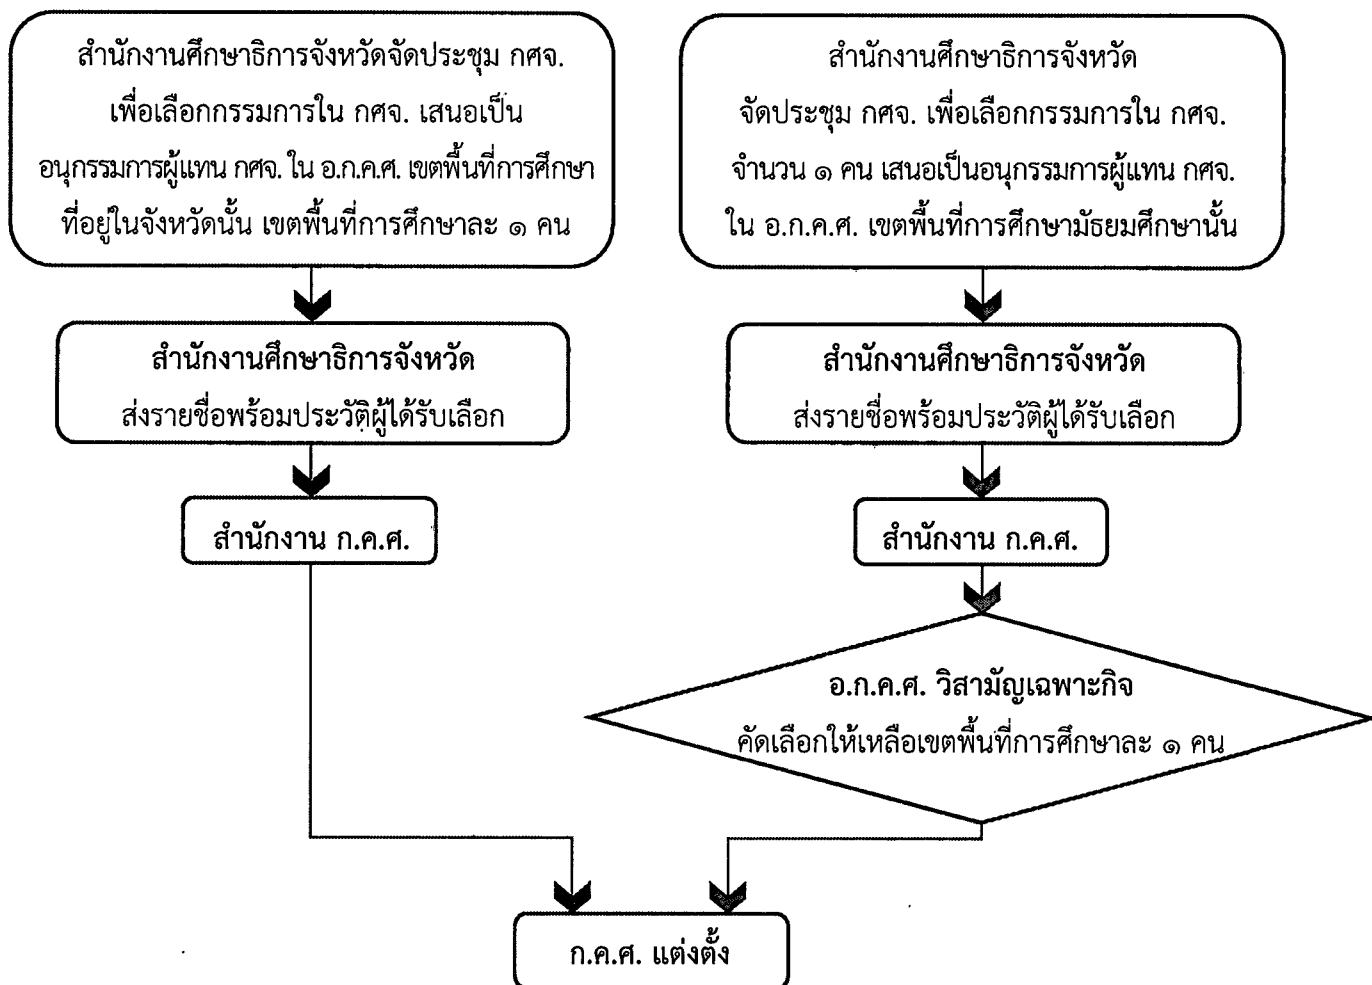 สำนักงานศึกษาธิการจังหวัดจัดประชุม กศจ.
เพื่อเลือกกรรมการใน กศจ. เสนอเป็น
อนุกรรมการผู้แทน กศจ. ใน อ.ก.ค.ศ. เขตพื้นที่การศึกษา
ที่อยู่ในจังหวัดนั้น เขตพื้นที่การศึกษาละ ๑ คน
สำนักงานศึกษาธิการจังหวัด
ส่งรายชื่อพร้อมประวัติผู้ได้รับเลือก
สำนักงาน ก.ค.ศ.
สำนักงานศึกษาธิการจังหวัด
จัดประชุม กศจ. เพื่อเลือกกรรมการใน กศจ.
จำนวน ๑ คน เสนอเป็นอนุกรรมการผู้แทน กศจ.
ใน อ.ก.ค.ศ. เขตพื้นที่การศึกษามัธยมศึกษานั้น
สำนักงานศึกษาธิการจังหวัด
ส่งรายชื่อพร้อมประวัติผู้ได้รับเลือก
สำนักงาน ก.ค.ศ.
อ.ก.ค.ศ. วิสามัญเฉพาะกิจ
คัดเลือกให้เหลือเขตพื้นที่การศึกษาละ ๑ คน
ก.ค.ศ. แต่งตั้ง